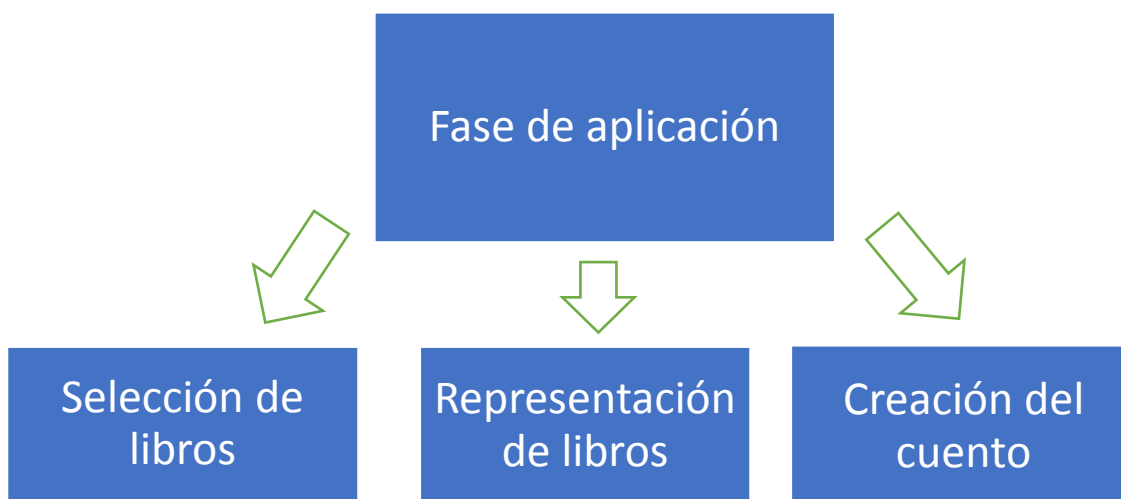 Fase de aplicación
Selección de
libros
Representación
de libros
Creación del
cuento